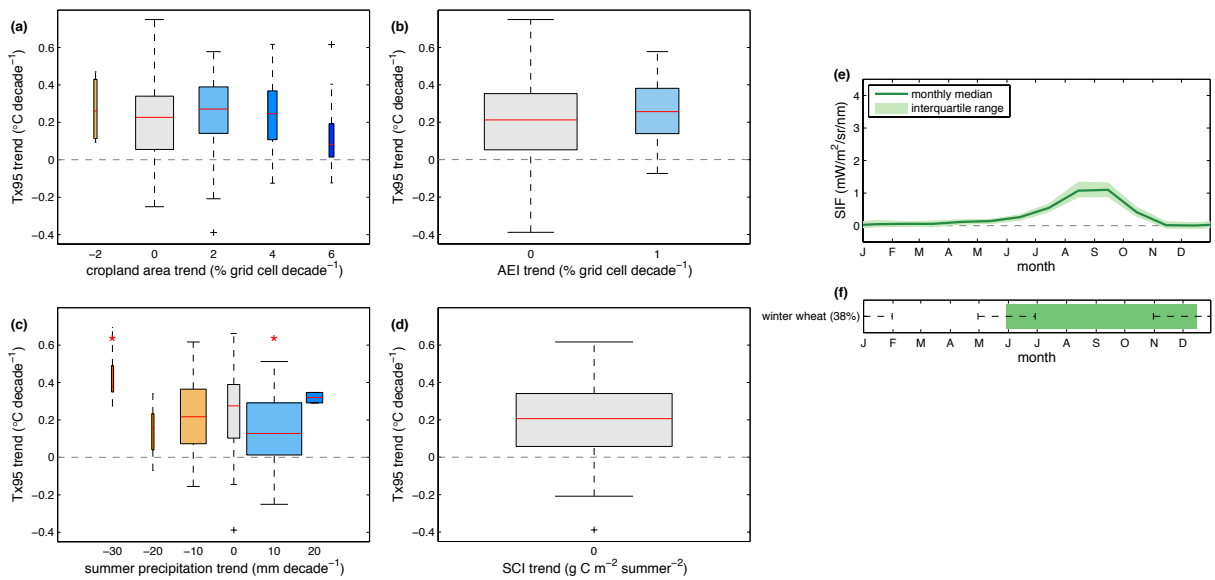 (a)
Tx95 trend (°C decade⁻¹)
0.6
0.4
0.2
0
−0.2
−0.4
−2 0 2 4 6
cropland area trend (% grid cell decade⁻¹)
(b)
Tx95 trend (°C decade⁻¹)
0.6
0.4
0.2
0
−0.2
−0.4
0 1
AEI trend (% grid cell decade⁻¹)
(c)
Tx95 trend (°C decade⁻¹)
0.6
0.4
0.2
0
−0.2
−0.4
−30 −20 −10 0 10 20
summer precipitation trend (mm decade⁻¹)
(d)
Tx95 trend (°C decade⁻¹)
0.6
0.4
0.2
0
−0.2
−0.4
0
SCI trend (g C m⁻² summer⁻²)
(e)
monthly median
interquartile range
SIF (mW/m²/sr/nm)
4
3
2
1
0
J F M A M J J A S O N D
month
(f)
winter wheat (38%)
J F M A M J J A S O N D
month